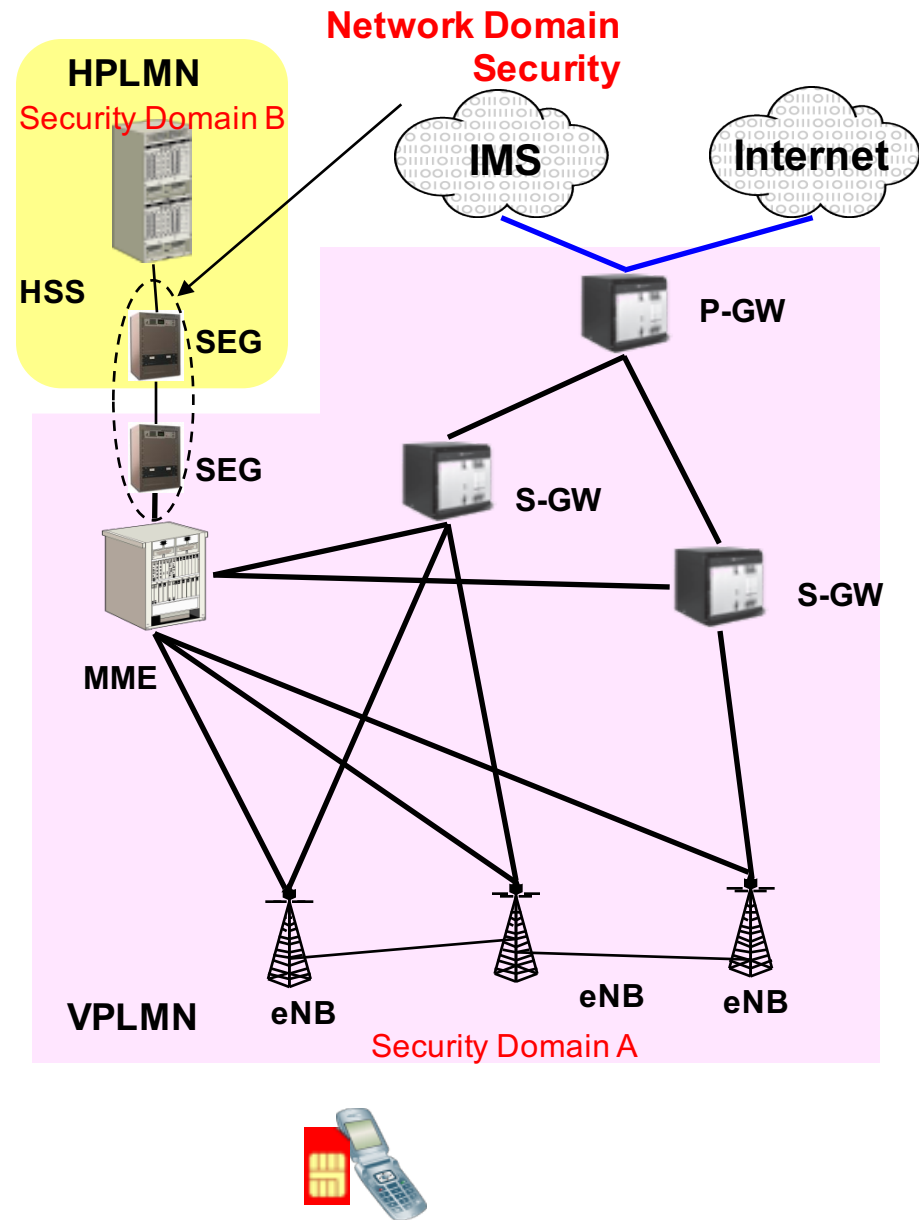 Network Domain
Security
HPLMN
Security Domain B
IMS
Internet
HSS
SEG
P-GW
SEG
S-GW
S-GW
MME
VPLMN
eNB
eNB
eNB
Security Domain A